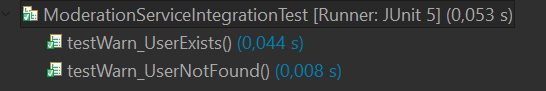 ModerationServiceIntegrationTest [Runner: JUnit 5] (0,053 s)
testWarn_UserExists() (0,044 s)
testWarn_UserNotFound() (0,008 s)